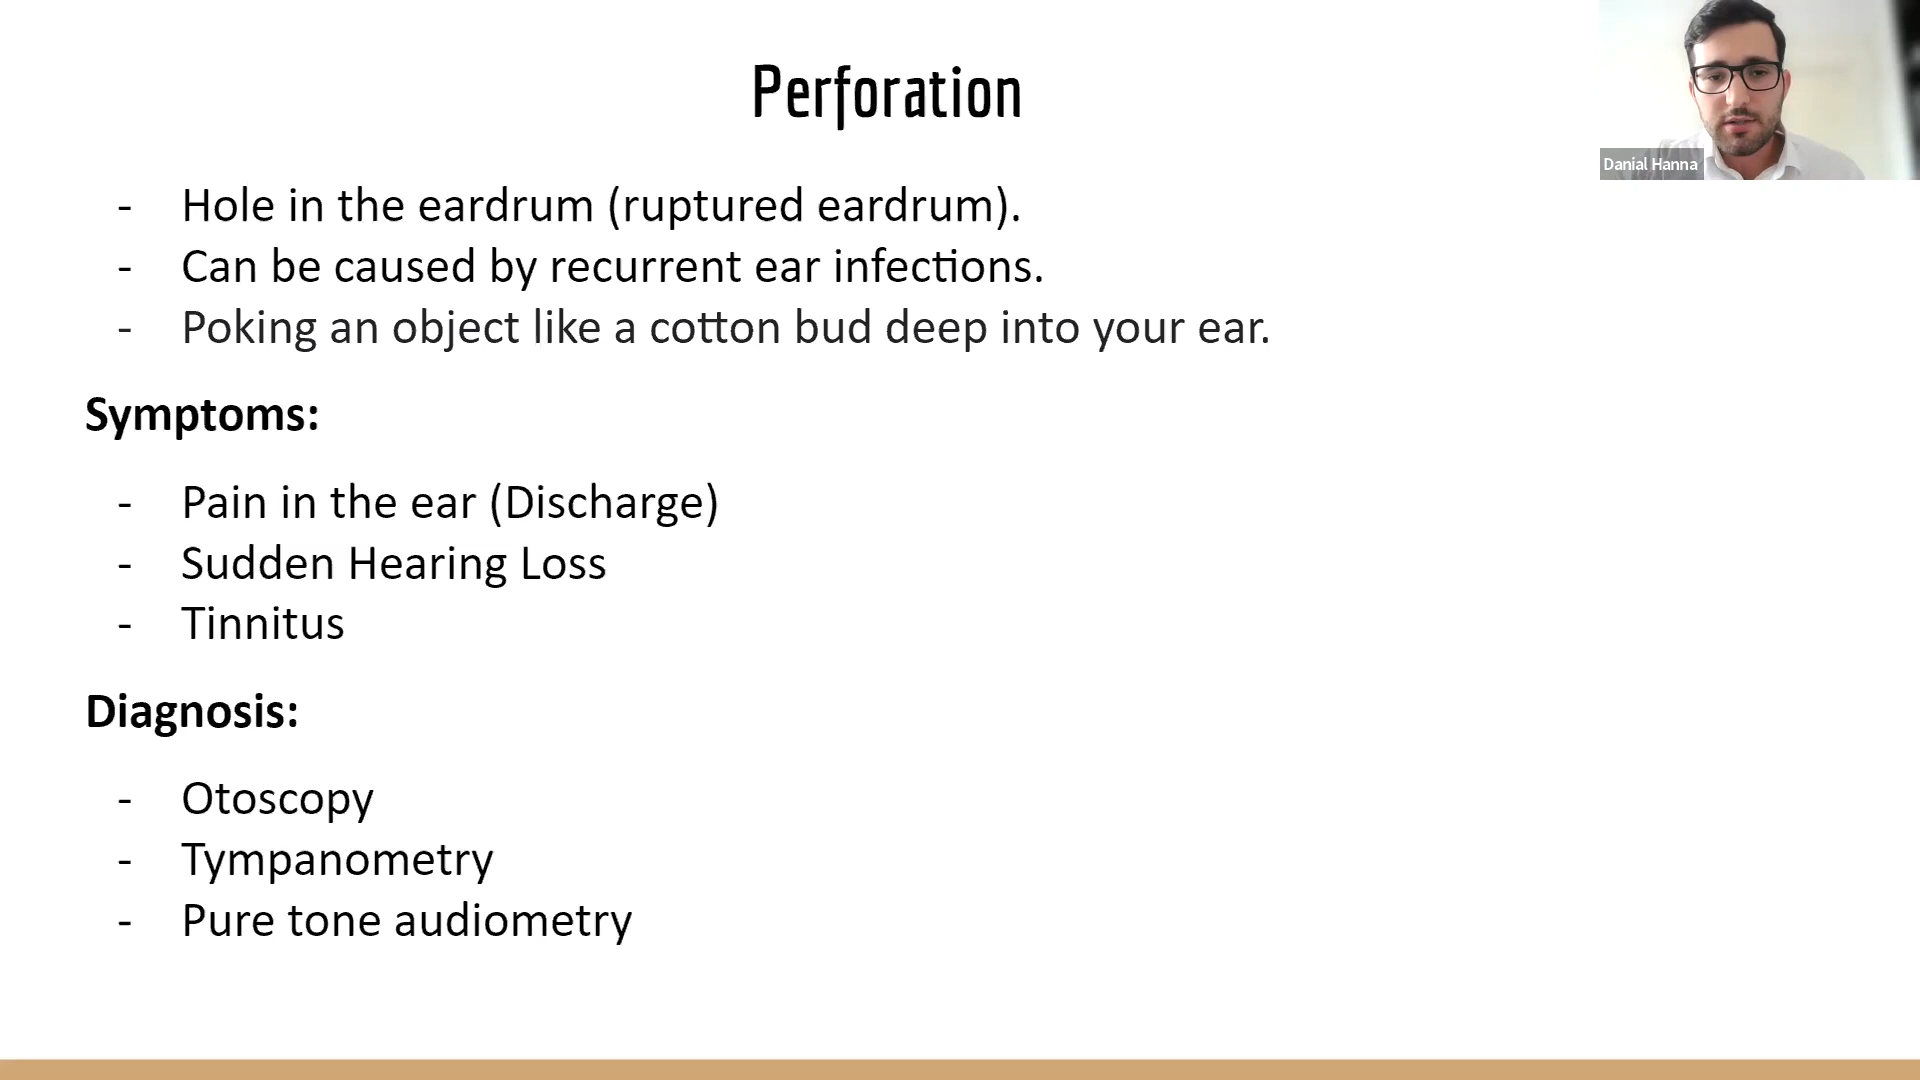 Perforation
Danial Hanna
- Hole in the eardrum (ruptured eardrum).
- Can be caused by recurrent ear infections.
- Poking an object like a cotton bud deep into your ear.
Symptoms:
- Pain in the ear (Discharge)
- Sudden Hearing Loss
- Tinnitus
Diagnosis:
- Otoscopy
- Tympanometry
- Pure tone audiometry